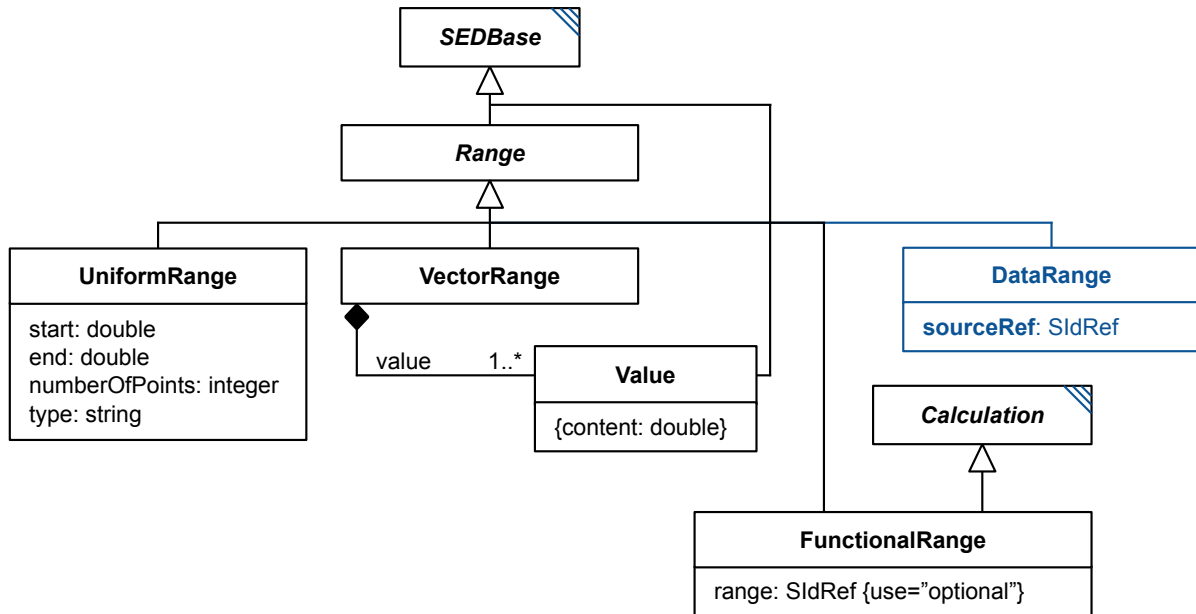 SEDBase
Range
UniformRange
start: double
end: double
numberOfPoints: integer
type: string
VectorRange
value 1..*
Value
{content: double}
DataRange
sourceRef: SIdRef
Calculation
FunctionalRange
range: SIdRef {use=”optional”}